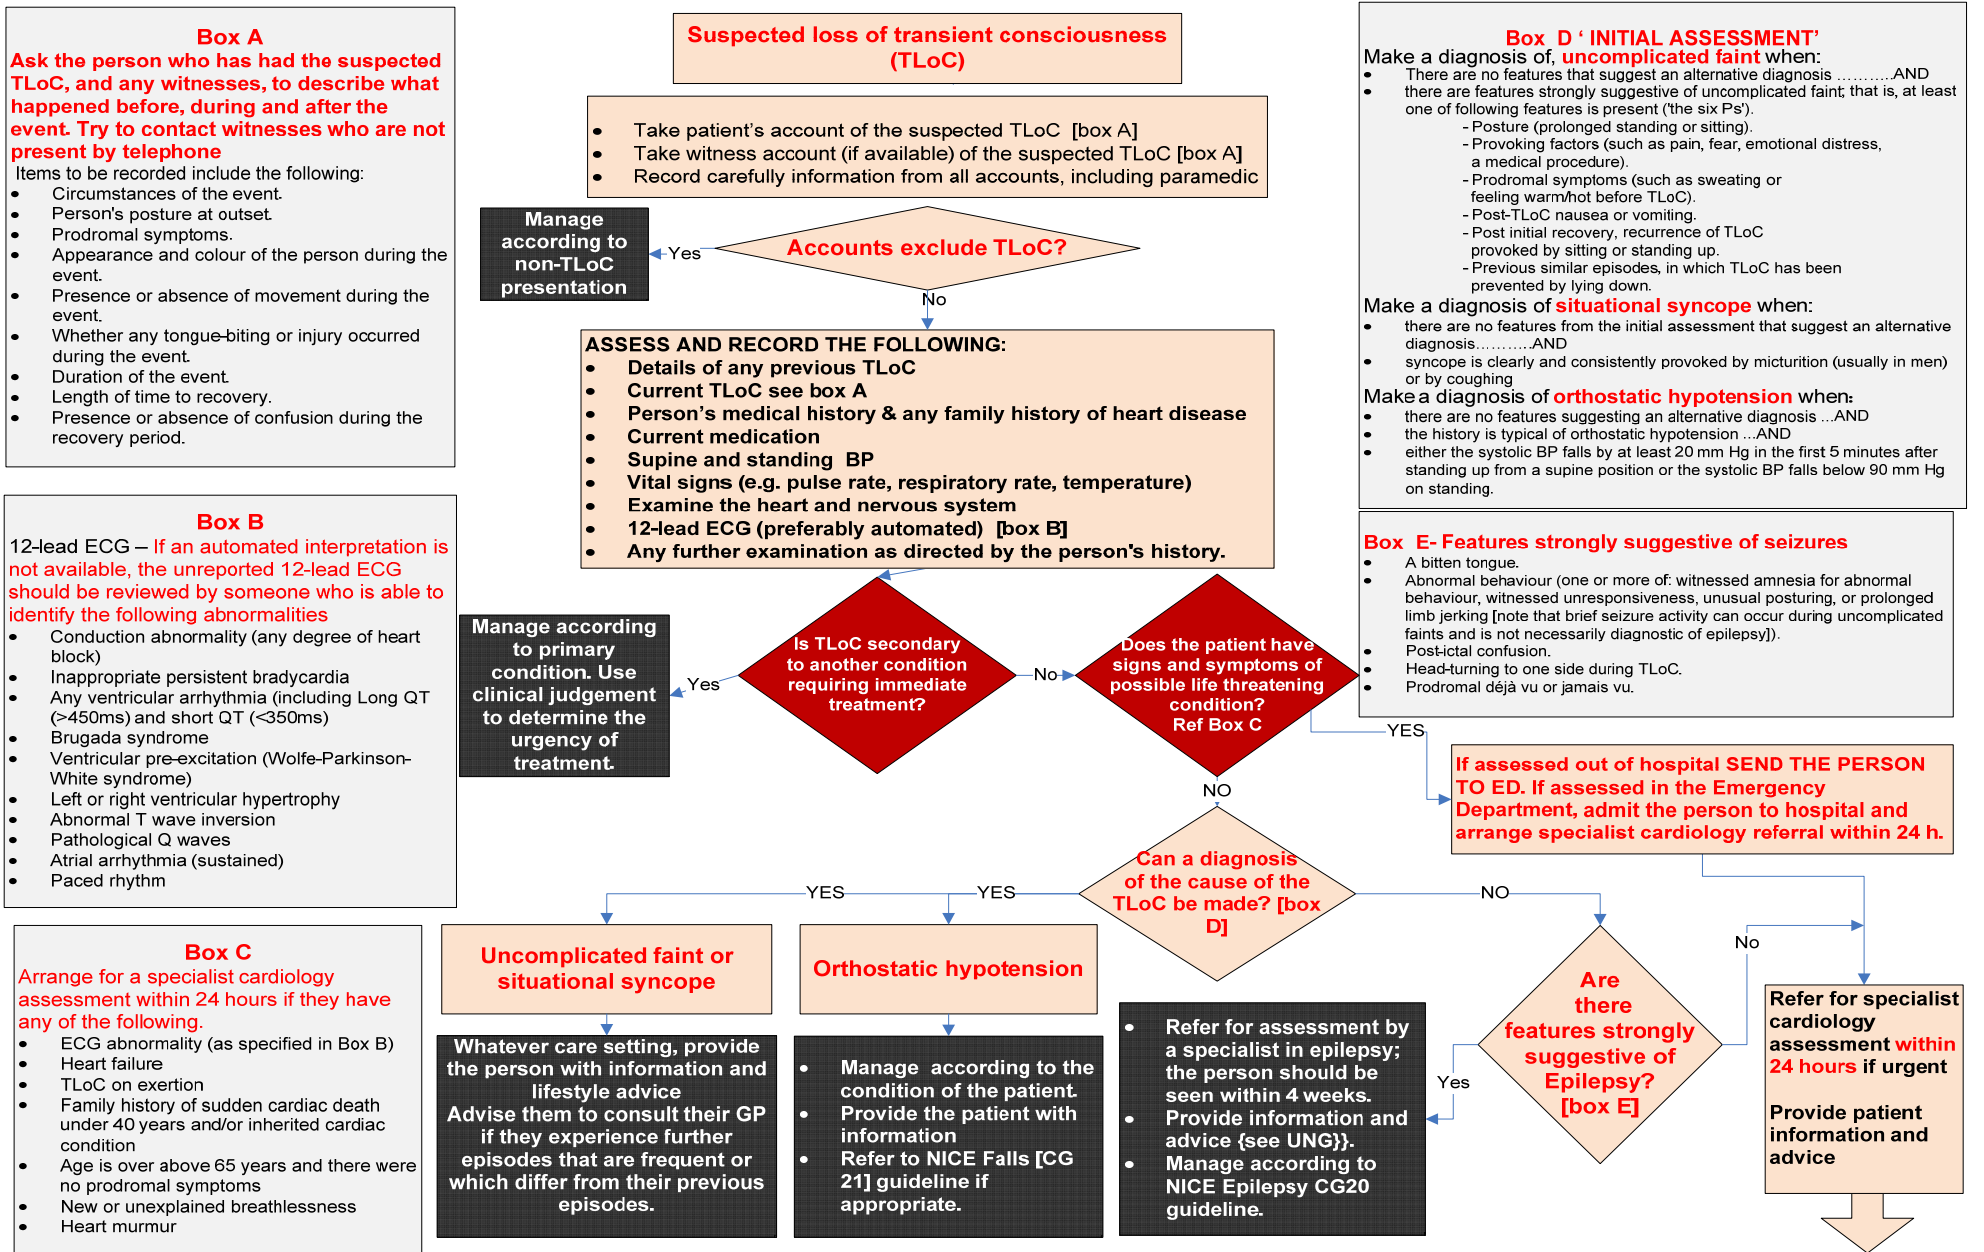 Box A
Ask the person who has had the suspected
TLoC, and any witnesses, to describe what
happened before, during and after the
event. Try to contact witnesses who are not
present by telephone
Items to be recorded include the following:
• Circumstances of the event.
• Person's posture at outset.
• Prodromal symptoms.
• Appearance and colour of the person during the
event.
• Presence or absence of movement during the
event.
• Whether any tongue-biting or injury occurred
during the event.
• Duration of the event.
• Length of time to recovery.
• Presence or absence of confusion during the
recovery period.
Box B
12-lead ECG – If an automated interpretation is
not available, the unreported 12-lead ECG
should be reviewed by someone who is able to
identify the following abnormalities
• Conduction abnormality (any degree of heart
block)
• Inappropriate persistent bradycardia
• Any ventricular arrhythmia (including Long QT
(>450ms) and short QT (<350ms)
• Brugada syndrome
• Ventricular pre-excitation (Wolfe-Parkinson-
White syndrome)
• Left or right ventricular hypertrophy
• Abnormal T wave inversion
• Pathological Q waves
• Atrial arrhythmia (sustained)
• Paced rhythm
Box C
Arrange for a specialist cardiology
assessment within 24 hours if they have
any of the following.
• ECG abnormality (as specified in Box B)
• Heart failure
• TLoC on exertion
• Family history of sudden cardiac death
under 40 years and/or inherited cardiac
condition
• Age is over above 65 years and there were
no prodromal symptoms
• New or unexplained breathlessness
• Heart murmur
Suspected loss of transient consciousness
(TLoC)
• Take patient's account of the suspected TLoC [box A]
• Take witness account (if available) of the suspected TLoC [box A]
• Record carefully information from all accounts, including paramedic
Accounts exclude TLoC?
Yes
Manage
according to
non-TLoC
presentation
No
ASSESS AND RECORD THE FOLLOWING:
• Details of any previous TLoC
• Current TLoC see box A
• Person's medical history & any family history of heart disease
• Current medication
• Supine and standing BP
• Vital signs (e.g. pulse rate, respiratory rate, temperature)
• Examine the heart and nervous system
• 12-lead ECG (preferably automated) [box B]
• Any further examination as directed by the person's history.
Is TLoC secondary
to another condition
requiring immediate
treatment?
Yes
Manage according
to primary
condition. Use
clinical judgement
to determine the
urgency of
treatment.
No
Does the patient have
signs and symptoms of
possible life threatening
condition?
Ref Box C
YES
If assessed out of hospital SEND THE PERSON
TO ED. If assessed in the Emergency
Department, admit the person to hospital and
arrange specialist cardiology referral within 24 h.
NO
Can a diagnosis
of the cause of the
TLoC be made? [box
D]
YES
YES
NO
Uncomplicated faint or
situational syncope
Whatever care setting, provide
the person with information and
lifestyle advice
Advise them to consult their GP
if they experience further
episodes that are frequent or
which differ from their previous
episodes.
Orthostatic hypotension
• Manage according to the
condition of the patient.
• Provide the patient with
information
• Refer to NICE Falls [CG
21] guideline if
appropriate.
Are
there
features strongly
suggestive of
Epilepsy?
[box E]
Yes
• Refer for assessment by
a specialist in epilepsy;
the person should be
seen within 4 weeks.
• Provide information and
advice {see UNG}}.
• Manage according to
NICE Epilepsy CG20
guideline.
No
Refer for specialist
cardiology
assessment within
24 hours if urgent
Provide patient
information and
advice
Box D ‘ INITIAL ASSESSMENT’
Make a diagnosis of, uncomplicated faint when:
• There are no features that suggest an alternative diagnosis ……….AND
• there are features strongly suggestive of uncomplicated faint; that is, at least
one of following features is present ('the six Ps').
- Posture (prolonged standing or sitting).
- Provoking factors (such as pain, fear, emotional distress,
a medical procedure).
- Prodromal symptoms (such as sweating or
feeling warm/hot before TLoC).
- Post-TLoC nausea or vomiting.
- Post initial recovery, recurrence of TLoC
provoked by sitting or standing up.
- Previous similar episodes, in which TLoC has been
prevented by lying down.
Make a diagnosis of situational syncope when:
• there are no features from the initial assessment that suggest an alternative
diagnosis……….AND
• syncope is clearly and consistently provoked by micturition (usually in men)
or by coughing
Make a diagnosis of orthostatic hypotension when:
• there are no features suggesting an alternative diagnosis …AND
• the history is typical of orthostatic hypotension …AND
• either the systolic BP falls by at least 20 mm Hg in the first 5 minutes after
standing up from a supine position or the systolic BP falls below 90 mm Hg
on standing.
Box E- Features strongly suggestive of seizures
• A bitten tongue.
• Abnormal behaviour (one or more of: witnessed amnesia for abnormal
behaviour, witnessed unresponsiveness, unusual posturing, or prolonged
limb jerking [note that brief seizure activity can occur during uncomplicated
faints and is not necessarily diagnostic of epilepsy]).
• Post-ictal confusion.
• Head-turning to one side during TLoC.
• Prodromal déjà vu or jamais vu.